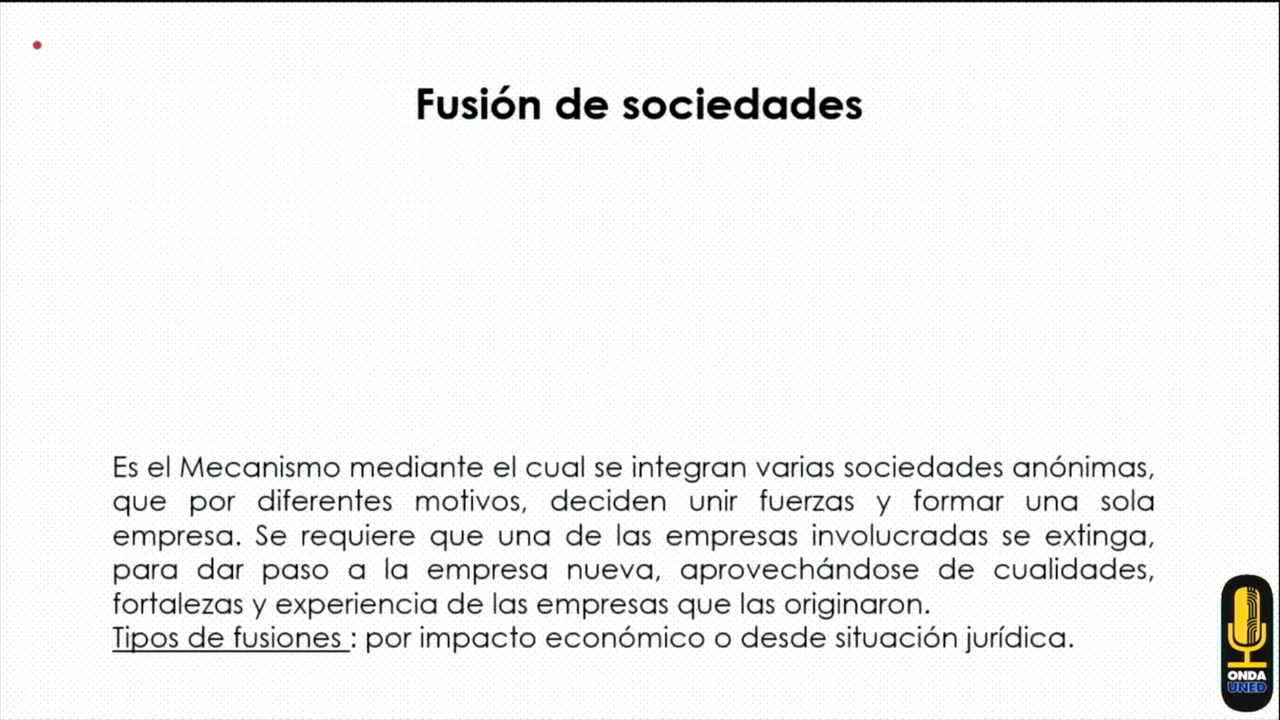 Fusión de sociedades
Es el Mecanismo mediante el cual se integran varias sociedades anónimas,
que por diferentes motivos, deciden unir fuerzas y formar una sola
empresa. Se requiere que una de las empresas involucradas se extinga,
para dar paso a la empresa nueva, aprovechándose de cualidades,
fortalezas y experiencia de las empresas que las originaron.
Tipos de fusiones : por impacto económico o desde situación jurídica.
ONDA
UNED